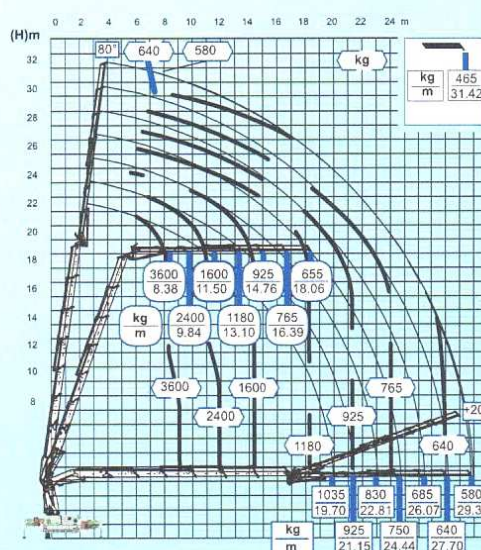 0 2 4 6 8 10 12 14 16 18 20 22 24 m
(H)m
80° 640 580
kg
32
kg 465
m 31.42
30
28
26
24
22
20
18
3600 1600 925 655
8.38 11.50 14.76 18.06
16
14
kg 2400 1180 765
m 9.84 13.10 16.39
12
10
3600 1600 765
8
2400 925
1180 640
1035 830 685 580
19.70 22.81 26.07
kg 925 750 640
m 21.15 24.44 27.70